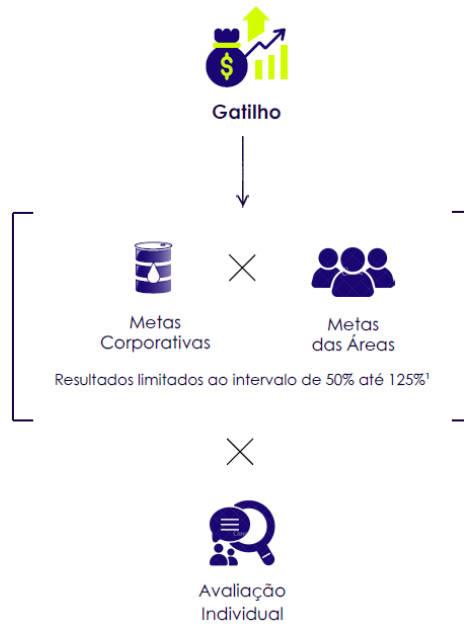 $
Gatilho
Metas
Corporativas
Metas
das Áreas
Resultados limitados ao intervalo de 50% até 125%¹
Avaliação
Individual